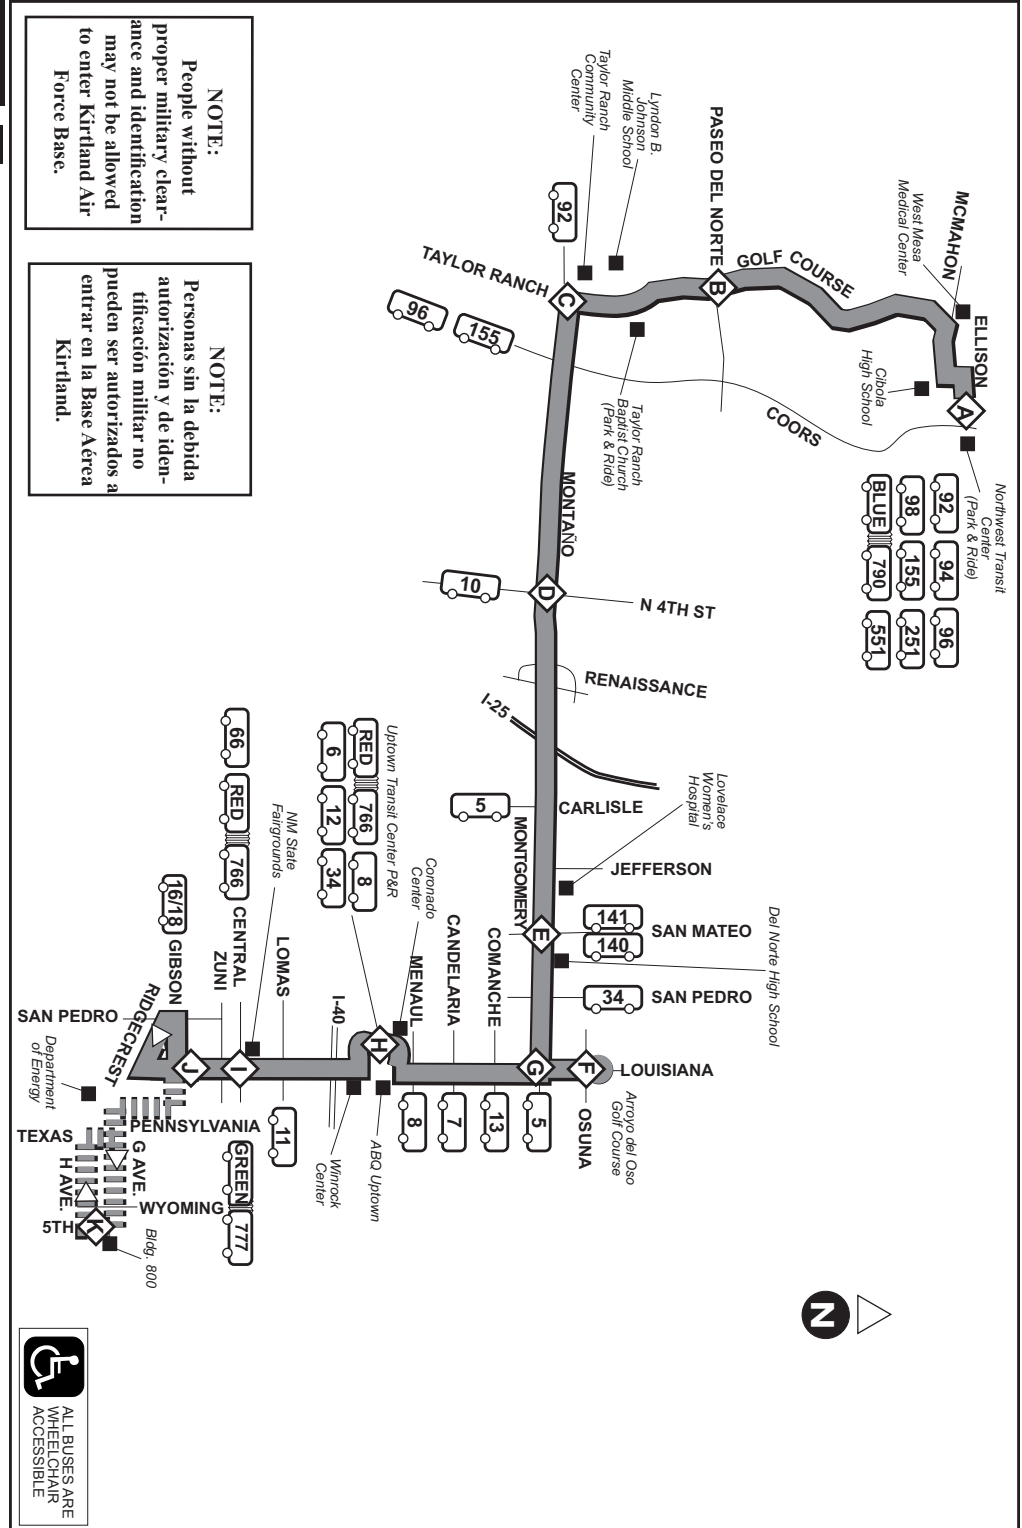 NOTE:
People without
proper military clear-
ance and identification
may not be allowed
to enter Kirtland Air
Force Base.
NOTE:
Personas sin la debida
autorización y de iden-
tificación militar no
pueden ser autorizados a
entrar en la Base Aérea
Kirtland.
Northwest Transit
Center
(Park & Ride)
92
94
96
98
155
251
BLUE
790
551
ELLISON
A
MCMAHON
West Mesa
Medical Center
Cibola
High School
GOLF COURSE
COORS
PASEO DEL NORTE
B
Lyndon B.
Johnson
Middle School
Taylor Ranch
Community
Center
Taylor Ranch
Baptist Church
(Park & Ride)
92
TAYLOR RANCH
C
96
155
MONTAÑO
N 4TH ST
D
10
RENAISSANCE
I-25
CARLISLE
5
MONTGOMERY
Lovelace
Women's
Hospital
JEFFERSON
SAN MATEO
141
140
E
Del Norte High School
SAN PEDRO
34
LOUISIANA
F
OSUNA
Arroyo del Oso
Golf Course
G
5
COMANCHE
13
CANDELARIA
7
MENAUL
8
Coronado
Center
H
Uptown Transit Center P&R
RED
766
8
6
12
34
ABQ Uptown
Winrock
Center
I-40
LOMAS
11
NM State
Fairgrounds
66
RED
766
CENTRAL
I
ZUNI
GREEN
777
16/18
GIBSON
J
RIDGECREST
SAN PEDRO
Department
of Energy
PENNSYLVANIA
TEXAS
G AVE.
H AVE.
WYOMING
5TH
K
Bldg. 800
N
ALL BUSES ARE
WHEELCHAIR
ACCESSIBLE